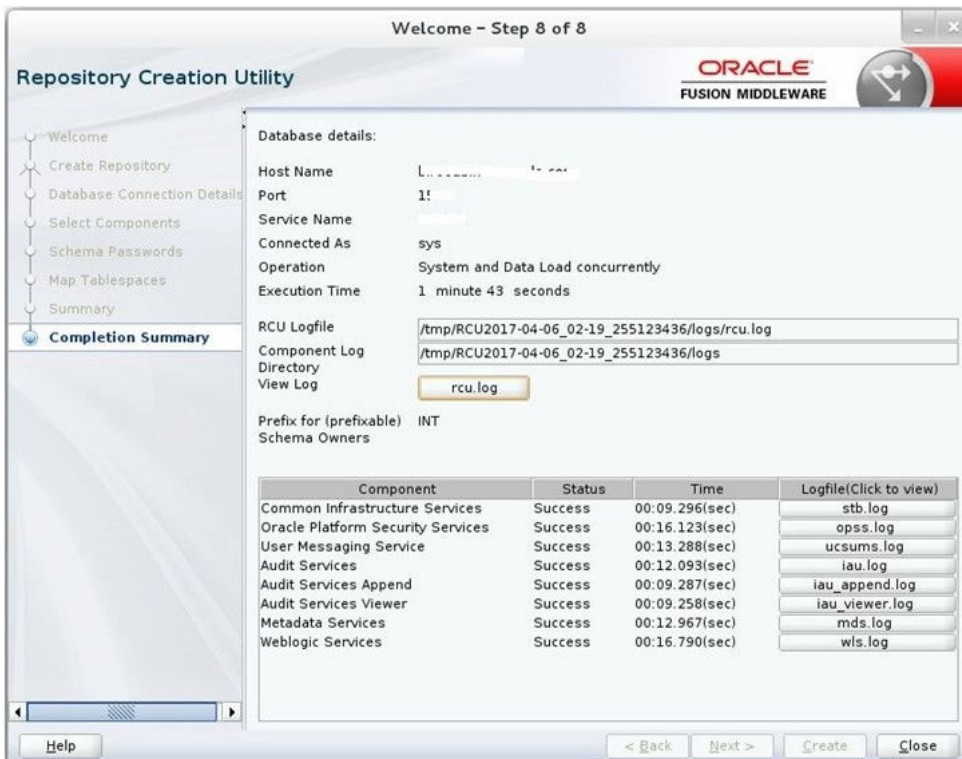 Welcome – Step 8 of 8
Repository Creation Utility
ORACLE
FUSION MIDDLEWARE
Welcome
Create Repository
Database Connection Details
Select Components
Schema Passwords
Map Tablespaces
Summary
Completion Summary
Database details:
Host Name
Port
Service Name
Connected As sys
Operation System and Data Load concurrently
Execution Time 1 minute 43 seconds
RCU Logfile /tmp/RCU2017-04-06_02-19_255123436/logs/rcu.log
Component Log /tmp/RCU2017-04-06_02-19_255123436/logs
Directory
View Log rcu.log
Prefix for (prefixable) INT
Schema Owners
Component Status Time Logfile(Click to view)
Common Infrastructure Services Success 00:09.296(sec) stb.log
Oracle Platform Security Services Success 00:16.123(sec) opss.log
User Messaging Service Success 00:13.288(sec) ucsums.log
Audit Services Success 00:12.093(sec) iau.log
Audit Services Append Success 00:09.287(sec) iau_append.log
Audit Services Viewer Success 00:09.258(sec) iau_viewer.log
Metadata Services Success 00:12.967(sec) mds.log
Weblogic Services Success 00:16.790(sec) wls.log
Help
< Back
Next >
Create
Close